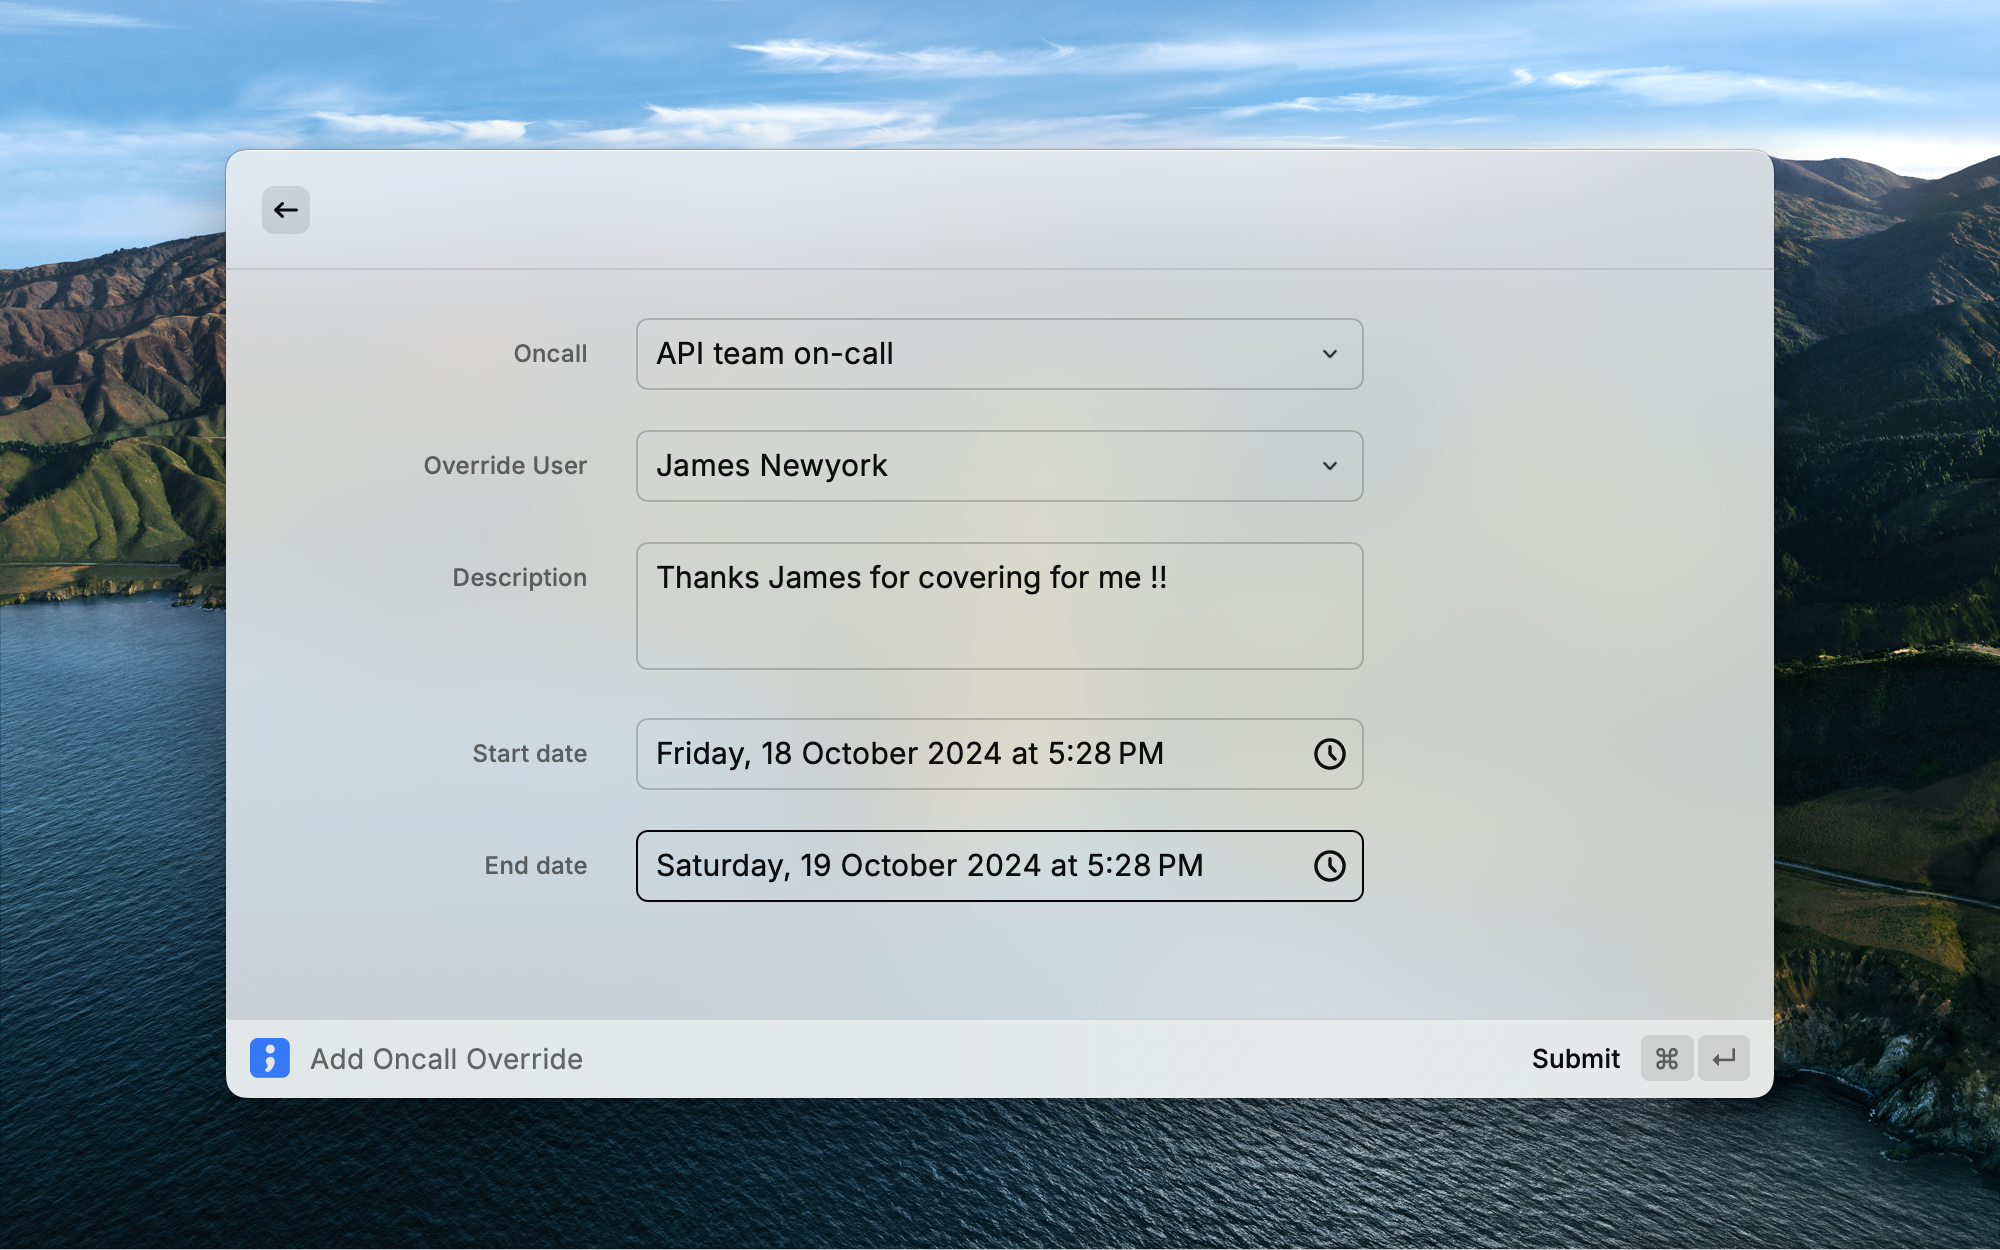 Oncall
API team on-call
Override User
James Newyork
Description
Thanks James for covering for me !!
Start date
Friday, 18 October 2024 at 5:28 PM
End date
Saturday, 19 October 2024 at 5:28 PM
Add Oncall Override
Submit ⌘ ↵